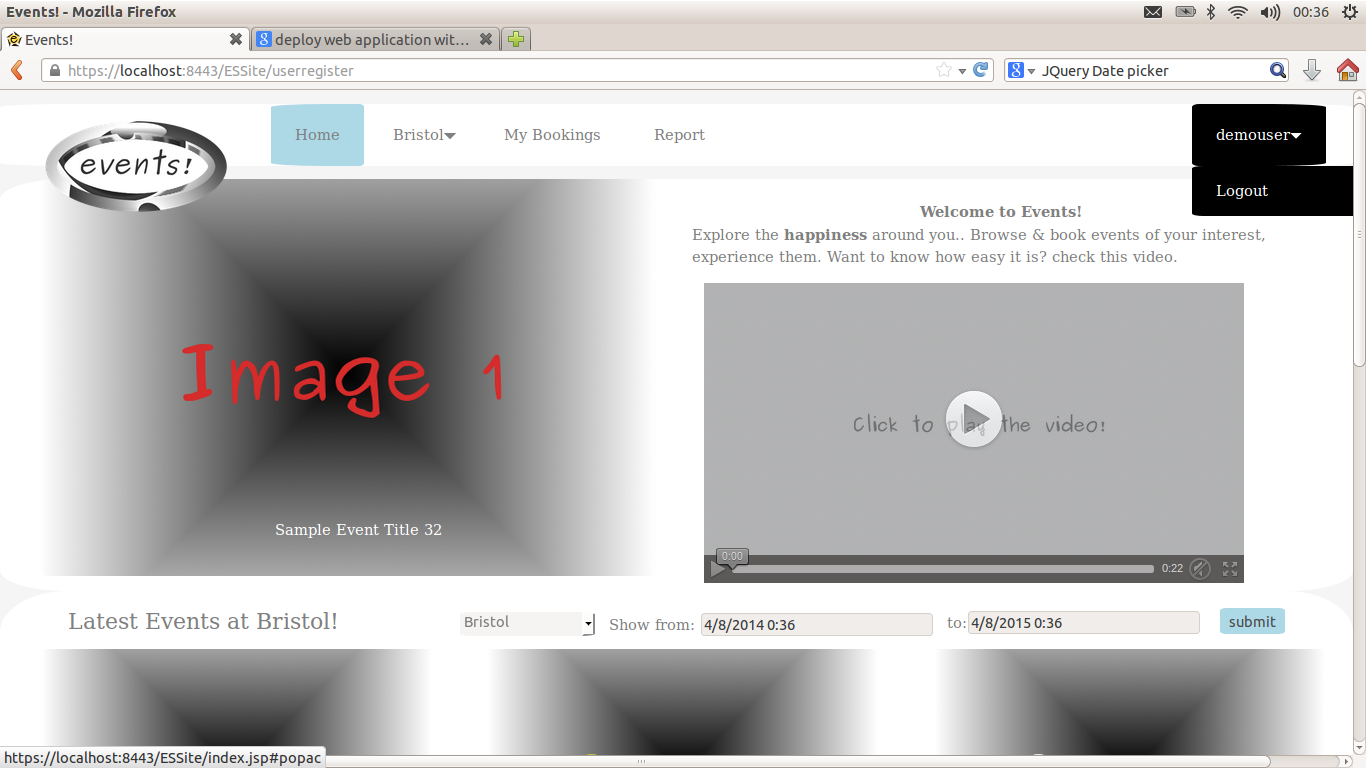 Events! - Mozilla Firefox
00:36
Events!
deploy web application wit...
https://localhost:8443/ESSite/userregister
JQuery Date picker
events!
Home
Bristol
My Bookings
Report
demouser
Logout
Image 1
Sample Event Title 32
Welcome to Events!
Explore the happiness around you.. Browse & book events of your interest,
experience them. Want to know how easy it is? check this video.
Click to play the video!
0:00
0:22
Latest Events at Bristol!
Bristol
Show from:
4/8/2014 0:36
to:
4/8/2015 0:36
submit
https://localhost:8443/ESSite/index.jsp#popac